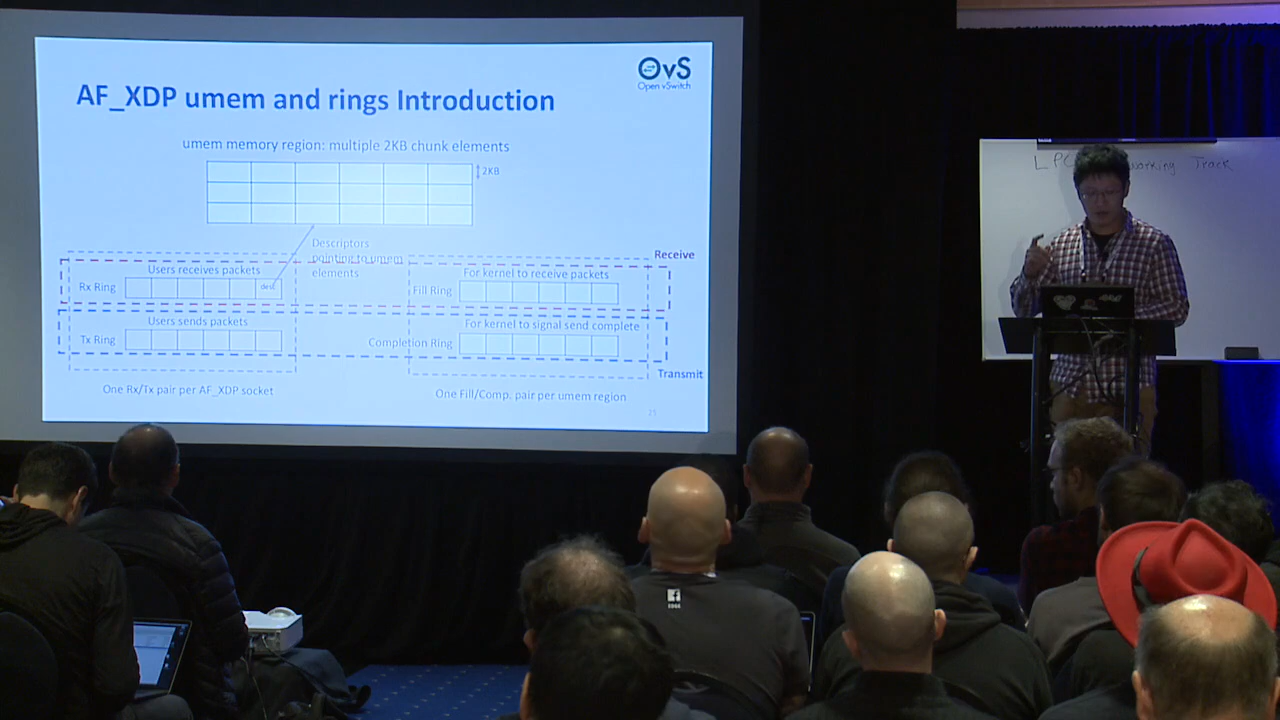 OvS
Open vSwitch
AF_XDP umem and rings Introduction
umem memory region: multiple 2KB chunk elements
2KB
Descriptors
pointing to umem
elements
Receive
Users receives packets
For kernel to receive packets
Rx Ring
desc
Fill Ring
Users sends packets
For kernel to signal send complete
Tx Ring
Completion Ring
Transmit
One Rx/Tx pair per AF_XDP socket
One Fill/Comp. pair per umem region
25
Track